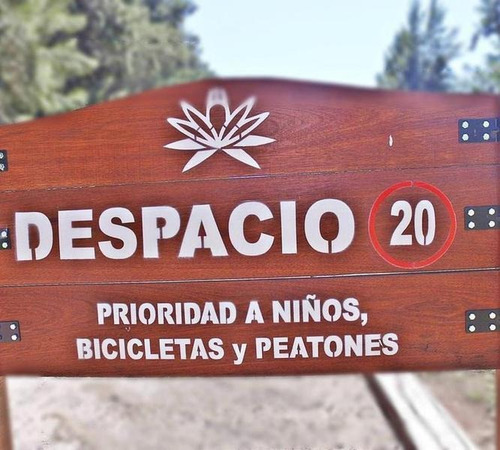 DESPACIO 20
PRIORIDAD A NIÑOS,
BICICLETAS y PEATONES